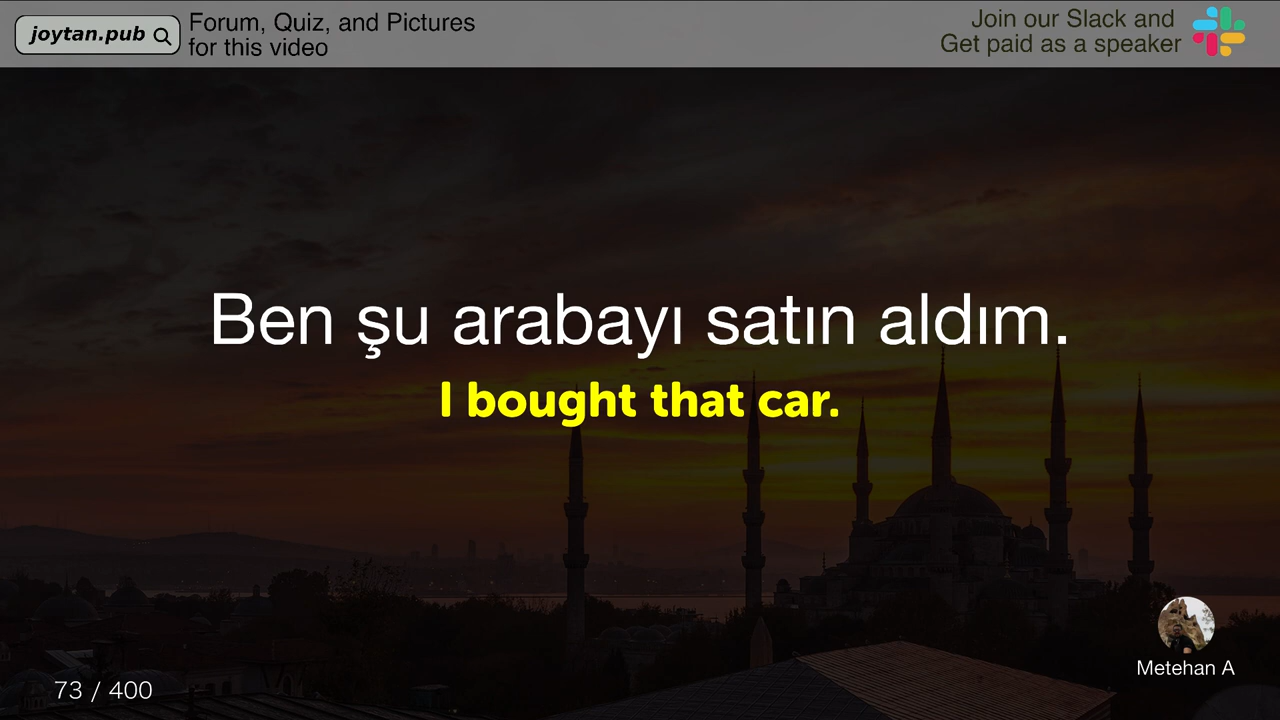 joytan.pub
Forum, Quiz, and Pictures
for this video
Join our Slack and
Get paid as a speaker
Ben şu arabayı satın aldım.
I bought that car.
Metehan A
73 / 400